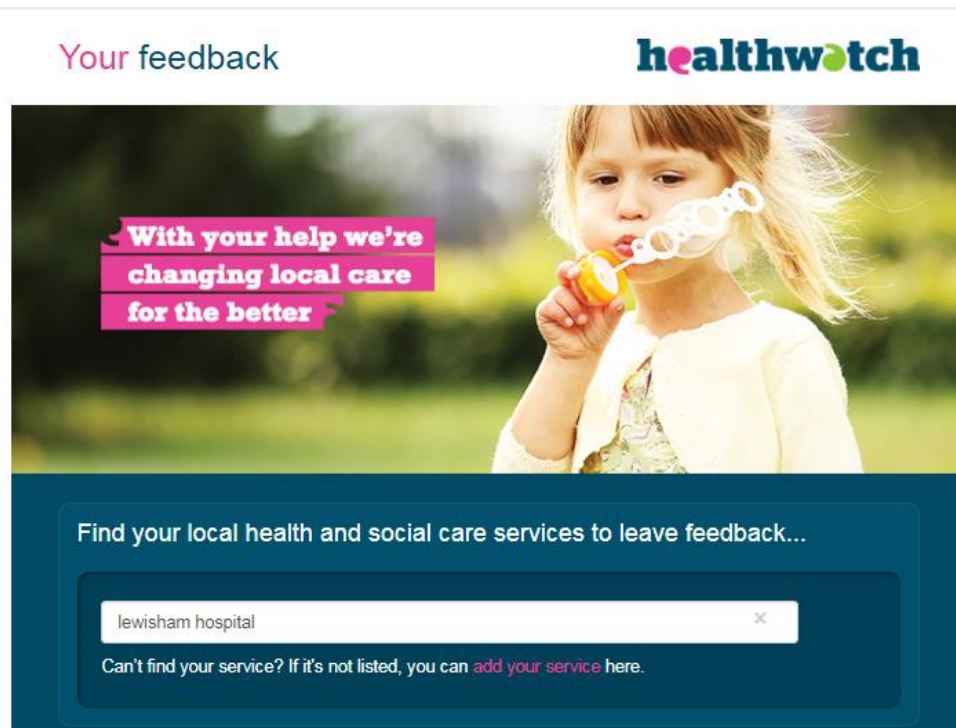 Your feedback
healthwatch
With your help we're
changing local care
for the better
Find your local health and social care services to leave feedback...
lewisham hospital
×
Can't find your service? If it's not listed, you can add your service here.